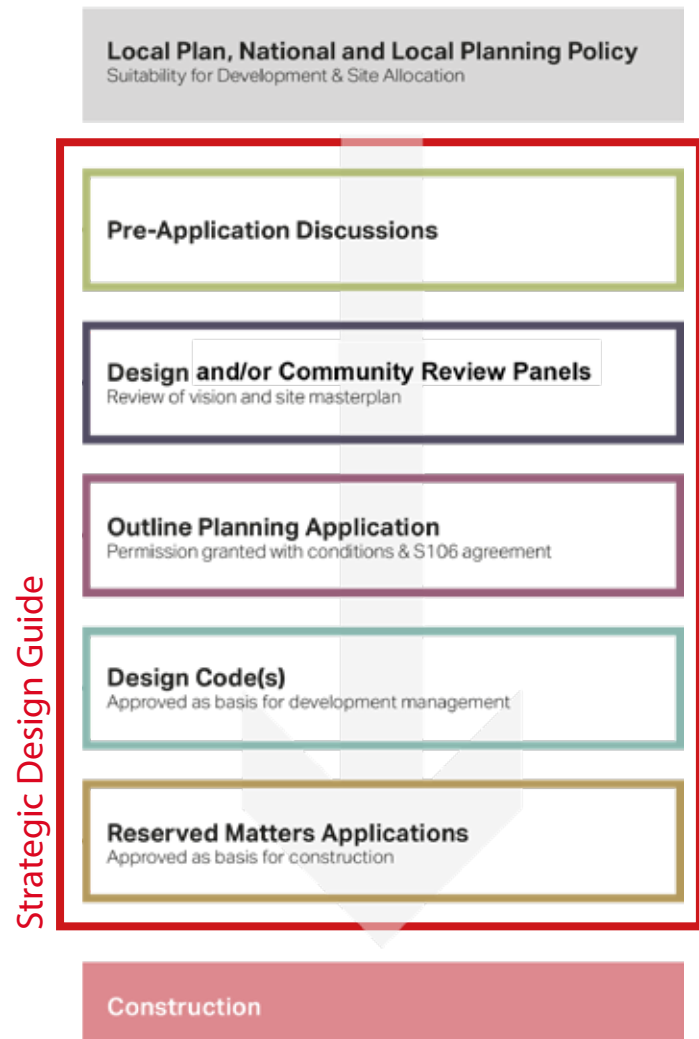 Local Plan, National and Local Planning Policy
Suitability for Development & Site Allocation
Pre-Application Discussions
Design and/or Community Review Panels
Review of vision and site masterplan
Outline Planning Application
Permission granted with conditions & S106 agreement
Design Code(s)
Approved as basis for development management
Reserved Matters Applications
Approved as basis for construction
Strategic Design Guide
Construction